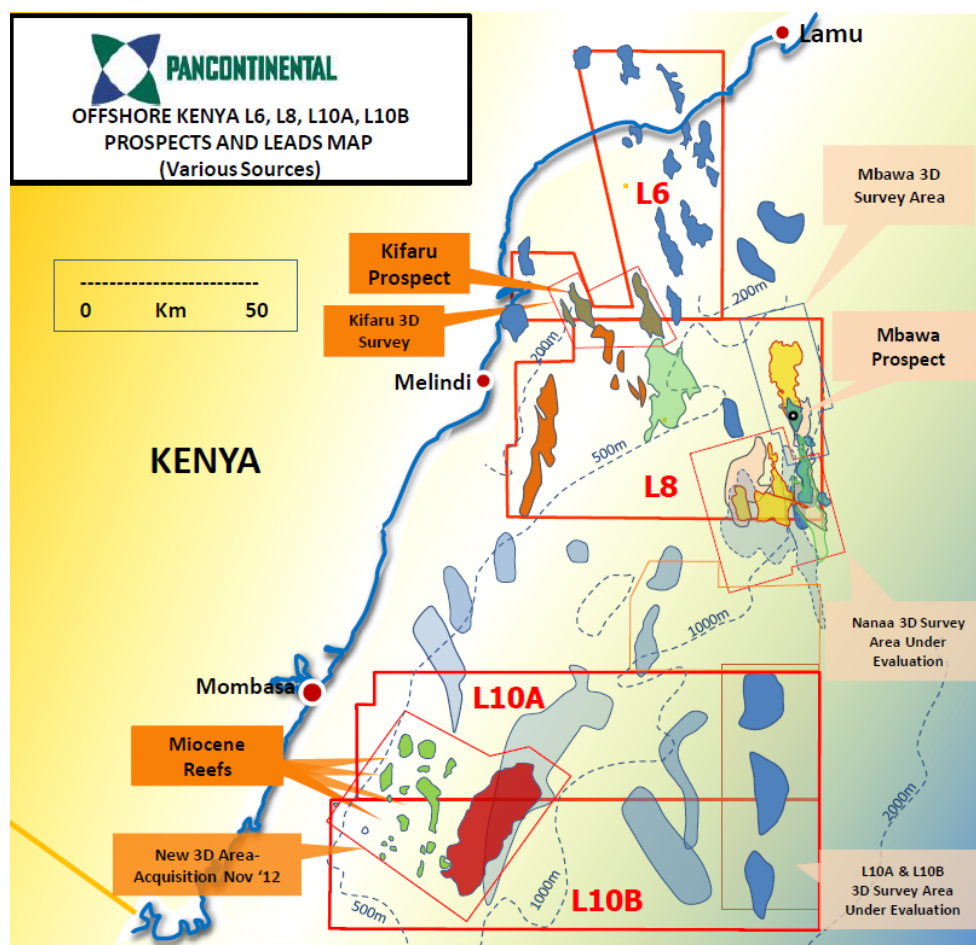 PANCONTINENTAL
OFFSHORE KENYA L6, L8, L10A, L10B
PROSPECTS AND LEADS MAP
(Various Sources)
Lamu
Mbawa 3D
Survey Area
L6
Kifaru
Prospect
0 Km 50
Kifaru 3D
Survey
200m
200m
Mbawa
Prospect
Melindi
500m
KENYA
L8
1000m
Nanaa 3D Survey
Area Under
Evaluation
Mombasa
L10A
Miocene
Reefs
2000m
New 3D Area-
Acquisition Nov '12
L10A & L10B
3D Survey Area
Under Evaluation
1000m
L10B
500m